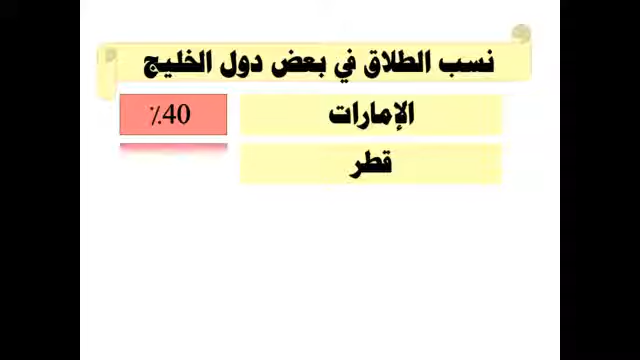 نسب الطلاق في بعض دول الخليج
الإمارات 40٪
قطر